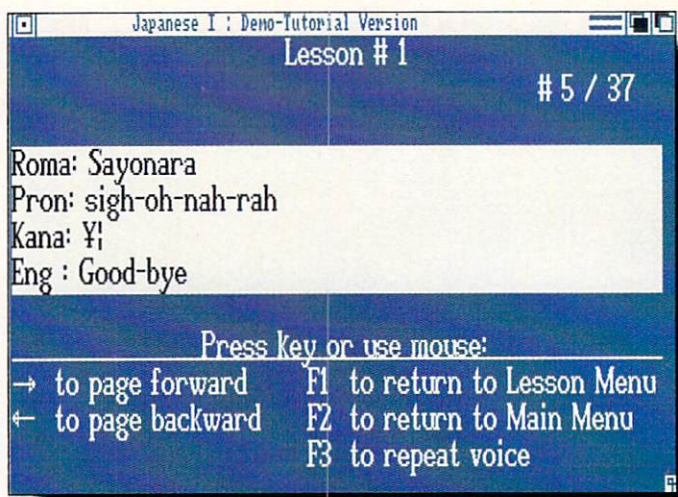 Japanese I : Demo-Tutorial Version
Lesson # 1
# 5 / 37
Roma: Sayonara
Pron: sigh-oh-nah-rah
Kana: ¥¦
Eng : Good-bye
Press key or use mouse:
→ to page forward F1 to return to Lesson Menu
← to page backward F2 to return to Main Menu
F3 to repeat voice